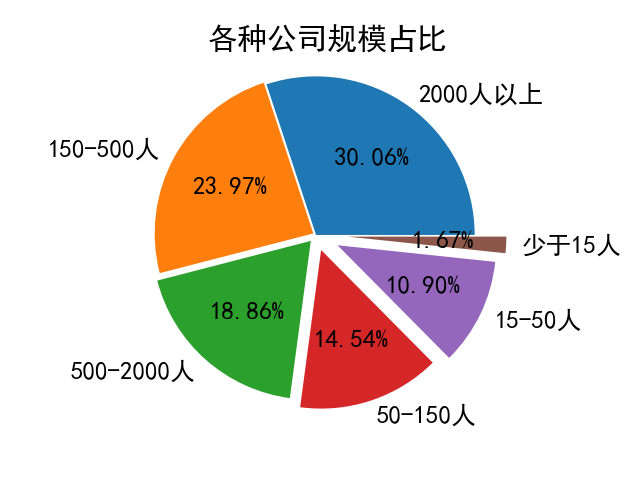 各种公司规模占比
2000人以上
30.06%
150-500人
23.97%
500-2000人
18.86%
50-150人
14.54%
15-50人
10.90%
少于15人
1.67%